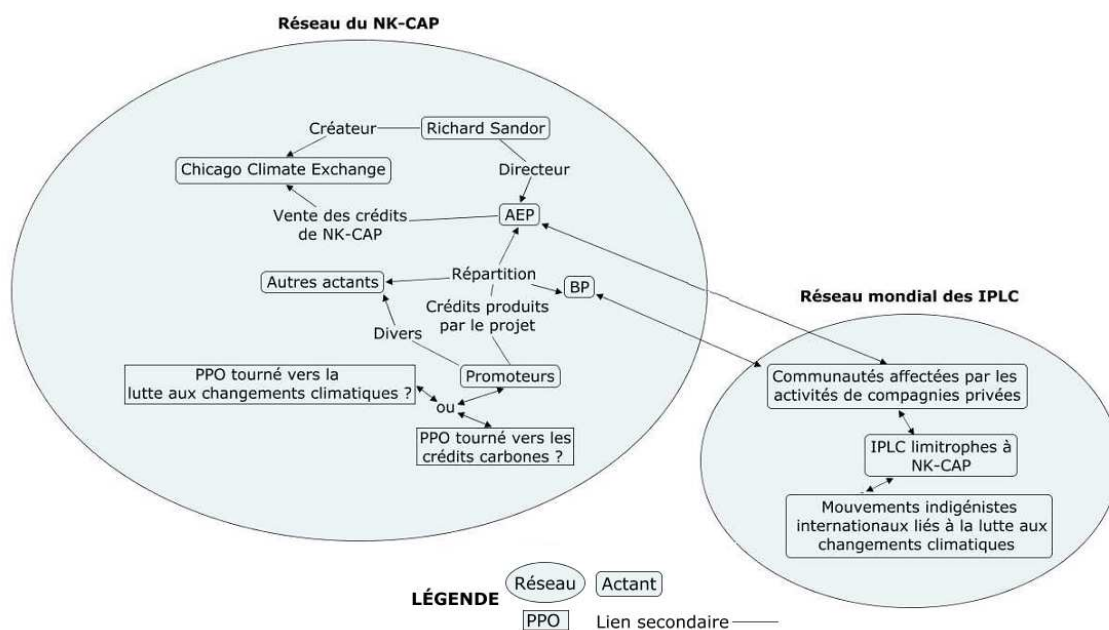 Réseau du NK-CAP
Créateur
Richard Sandor
Chicago Climate Exchange
Directeur
Vente des crédits
de NK-CAP
AEP
Autres actants
Répartition
BP
Crédits produits
par le projet
Divers
PPO tourné vers la
lutte aux changements climatiques ?
Promoteurs
ou
PPO tourné vers les
crédits carbones ?
Réseau mondial des IPLC
Communautés affectées par les
activités de compagnies privées
IPLC limitrophes à
NK-CAP
Mouvements indigénistes
internationaux liés à la lutte aux
changements climatiques
LÉGENDE
Réseau
Actant
PPO
Lien secondaire